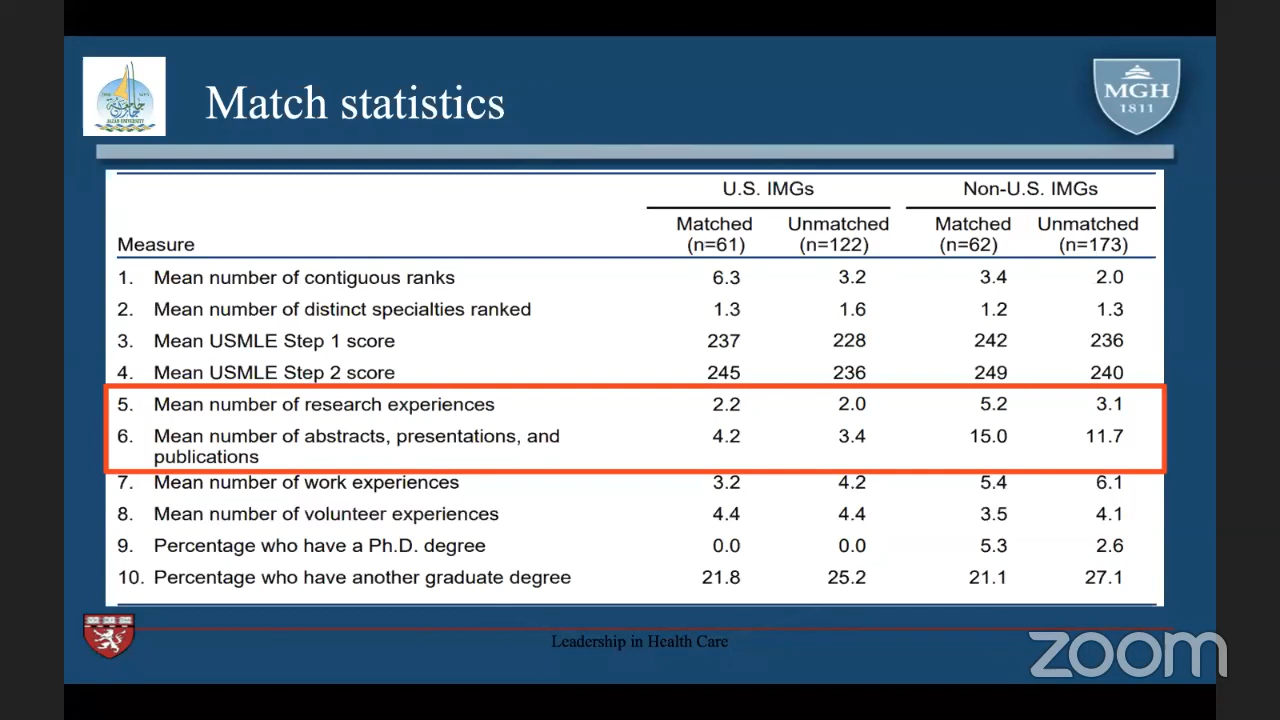 Match statistics
MGH
1811
JAZAN UNIVERSITY
U.S. IMGs Non-U.S. IMGs
Matched Unmatched Matched Unmatched
Measure (n=61) (n=122) (n=62) (n=173)
1. Mean number of contiguous ranks 6.3 3.2 3.4 2.0
2. Mean number of distinct specialties ranked 1.3 1.6 1.2 1.3
3. Mean USMLE Step 1 score 237 228 242 236
4. Mean USMLE Step 2 score 245 236 249 240
5. Mean number of research experiences 2.2 2.0 5.2 3.1
6. Mean number of abstracts, presentations, and 4.2 3.4 15.0 11.7
publications
7. Mean number of work experiences 3.2 4.2 5.4 6.1
8. Mean number of volunteer experiences 4.4 4.4 3.5 4.1
9. Percentage who have a Ph.D. degree 0.0 0.0 5.3 2.6
10. Percentage who have another graduate degree 21.8 25.2 21.1 27.1
Leadership in Health Care
zoom